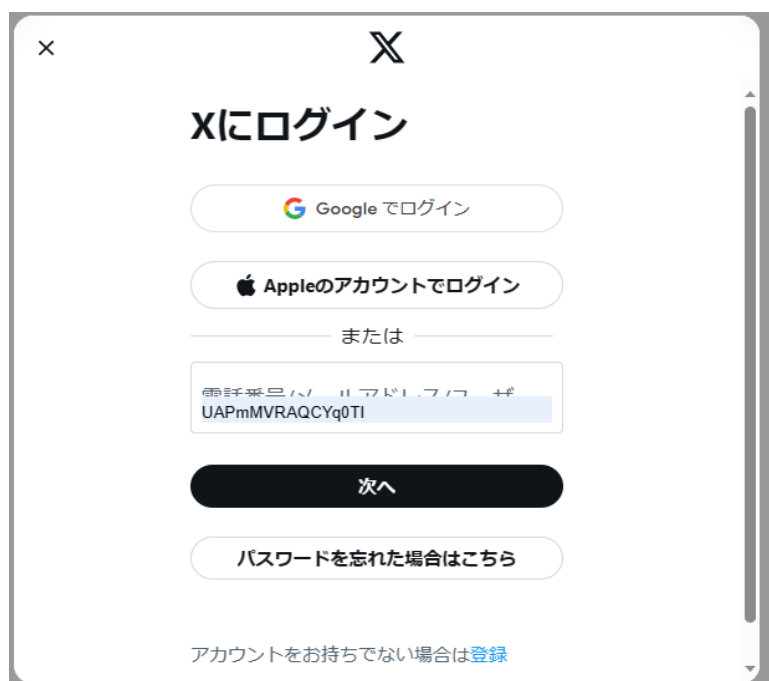 Xにログイン
Google でログイン
Appleのアカウントでログイン
または
UAPmMVRAQCYq0TI
次へ
パスワードを忘れた場合はこちら
アカウントをお持ちでない場合は登録